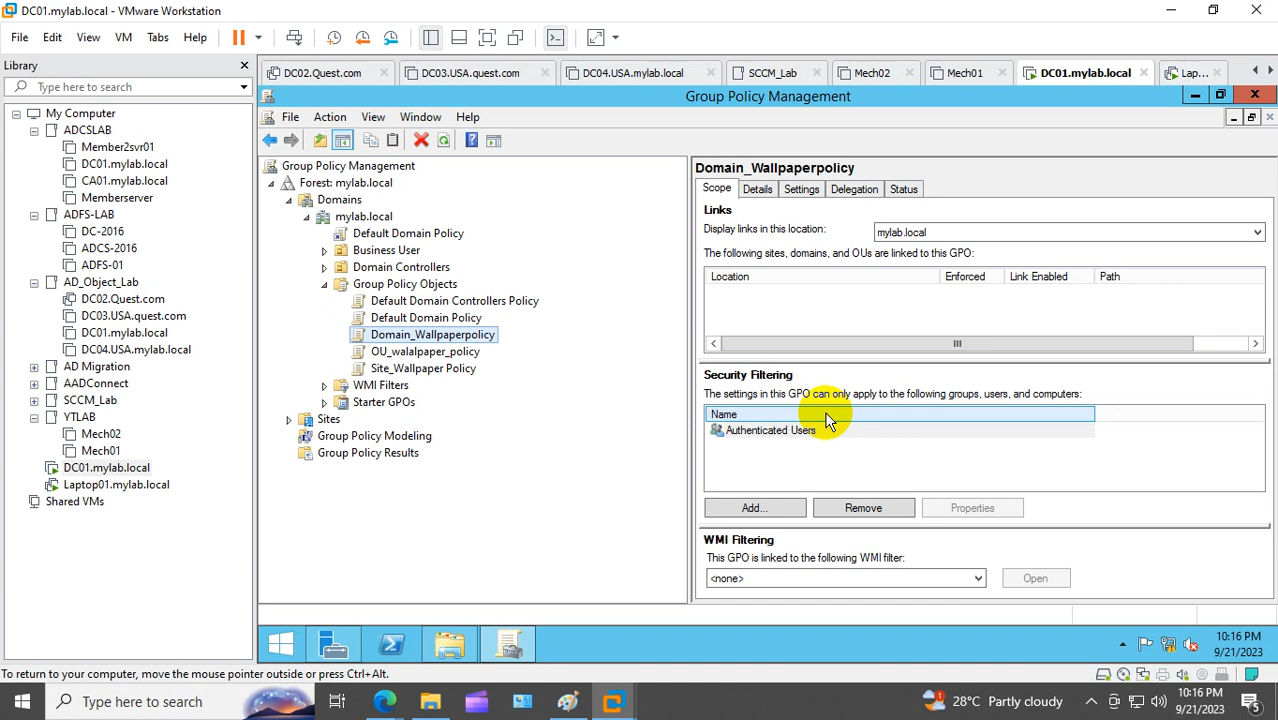 DC01.mylab.local - VMware Workstation
File Edit View VM Tabs Help
Library
Type here to search
My Computer
ADCSLAB
Member2svr01
DC01.mylab.local
CA01.mylab.local
Memberserver
ADFS-LAB
DC-2016
ADCS-2016
ADFS-01
AD_Object_Lab
DC02.Quest.com
DC03.USA.quest.com
DC01.mylab.local
DC04.USA.mylab.local
AD Migration
AADConnect
SCCM_Lab
YTLAB
Mech02
Mech01
DC01.mylab.local
Laptop01.mylab.local
Shared VMs
DC02.Quest.com DC03.USA.quest.com DC04.USA.mylab.local SCCM_Lab Mech02 Mech01 DC01.mylab.local Lap...
Group Policy Management
File Action View Window Help
Group Policy Management
Forest: mylab.local
Domains
mylab.local
Default Domain Policy
Business User
Domain Controllers
Group Policy Objects
Default Domain Controllers Policy
Default Domain Policy
Domain_Wallpaperpolicy
OU_walalpaper_policy
Site_Wallpaper Policy
WMI Filters
Starter GPOs
Sites
Group Policy Modeling
Group Policy Results
Domain_Wallpaperpolicy
Scope Details Settings Delegation Status
Links
Display links in this location: mylab.local
The following sites, domains, and OUs are linked to this GPO:
Location Enforced Link Enabled Path
Security Filtering
The settings in this GPO can only apply to the following groups, users, and computers:
Name
Authenticated Users
Add... Remove Properties
WMI Filtering
This GPO is linked to the following WMI filter:
<none> Open
10:16 PM
9/21/2023
To return to your computer, move the mouse pointer outside or press Ctrl+Alt.
Type here to search
1
28°C Partly cloudy
10:16 PM
9/21/2023
5